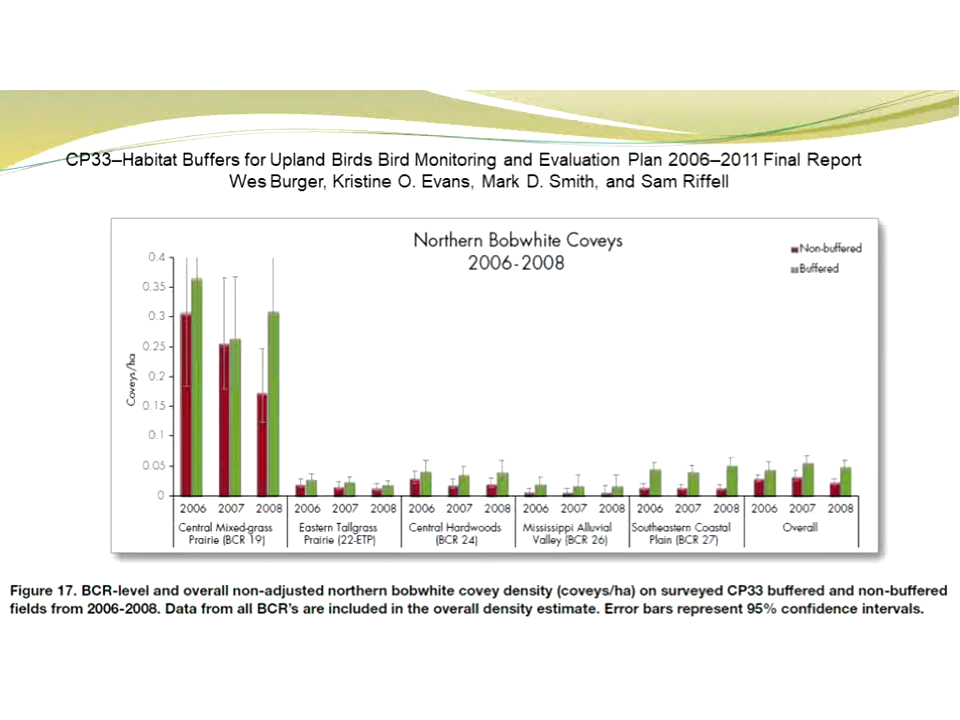 CP33–Habitat Buffers for Upland Birds Bird Monitoring and Evaluation Plan 2006–2011 Final Report
Wes Burger, Kristine O. Evans, Mark D. Smith, and Sam Riffell
Northern Bobwhite Coveys
2006-2008
Non-buffered
Buffered
Coveys/ha
0.4
0.35
0.3
0.25
0.2
0.15
0.1
0.05
0
2006 2007 2008 2006 2007 2008 2006 2007 2008 2006 2007 2008 2006 2007 2008 2006 2007 2008
Central Mixed-grass Prairie (BCR 19)
Eastern Tallgrass Prairie (22-ETP)
Central Hardwoods (BCR 24)
Mississippi Alluvial Valley (BCR 26)
Southeastern Coastal Plain (BCR 27)
Overall
Figure 17. BCR-level and overall non-adjusted northern bobwhite covey density (coveys/ha) on surveyed CP33 buffered and non-buffered
fields from 2006-2008. Data from all BCR's are included in the overall density estimate. Error bars represent 95% confidence intervals.